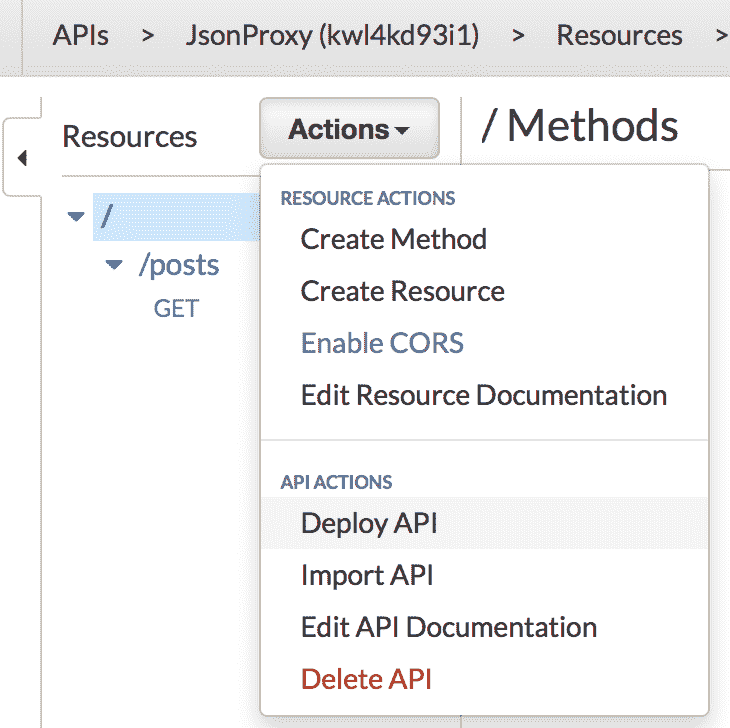 APIs > JsonProxy (kwl4kd93i1) > Resources >
Resources
Actions
/ Methods
/
/posts
GET
RESOURCE ACTIONS
Create Method
Create Resource
Enable CORS
Edit Resource Documentation
API ACTIONS
Deploy API
Import API
Edit API Documentation
Delete API